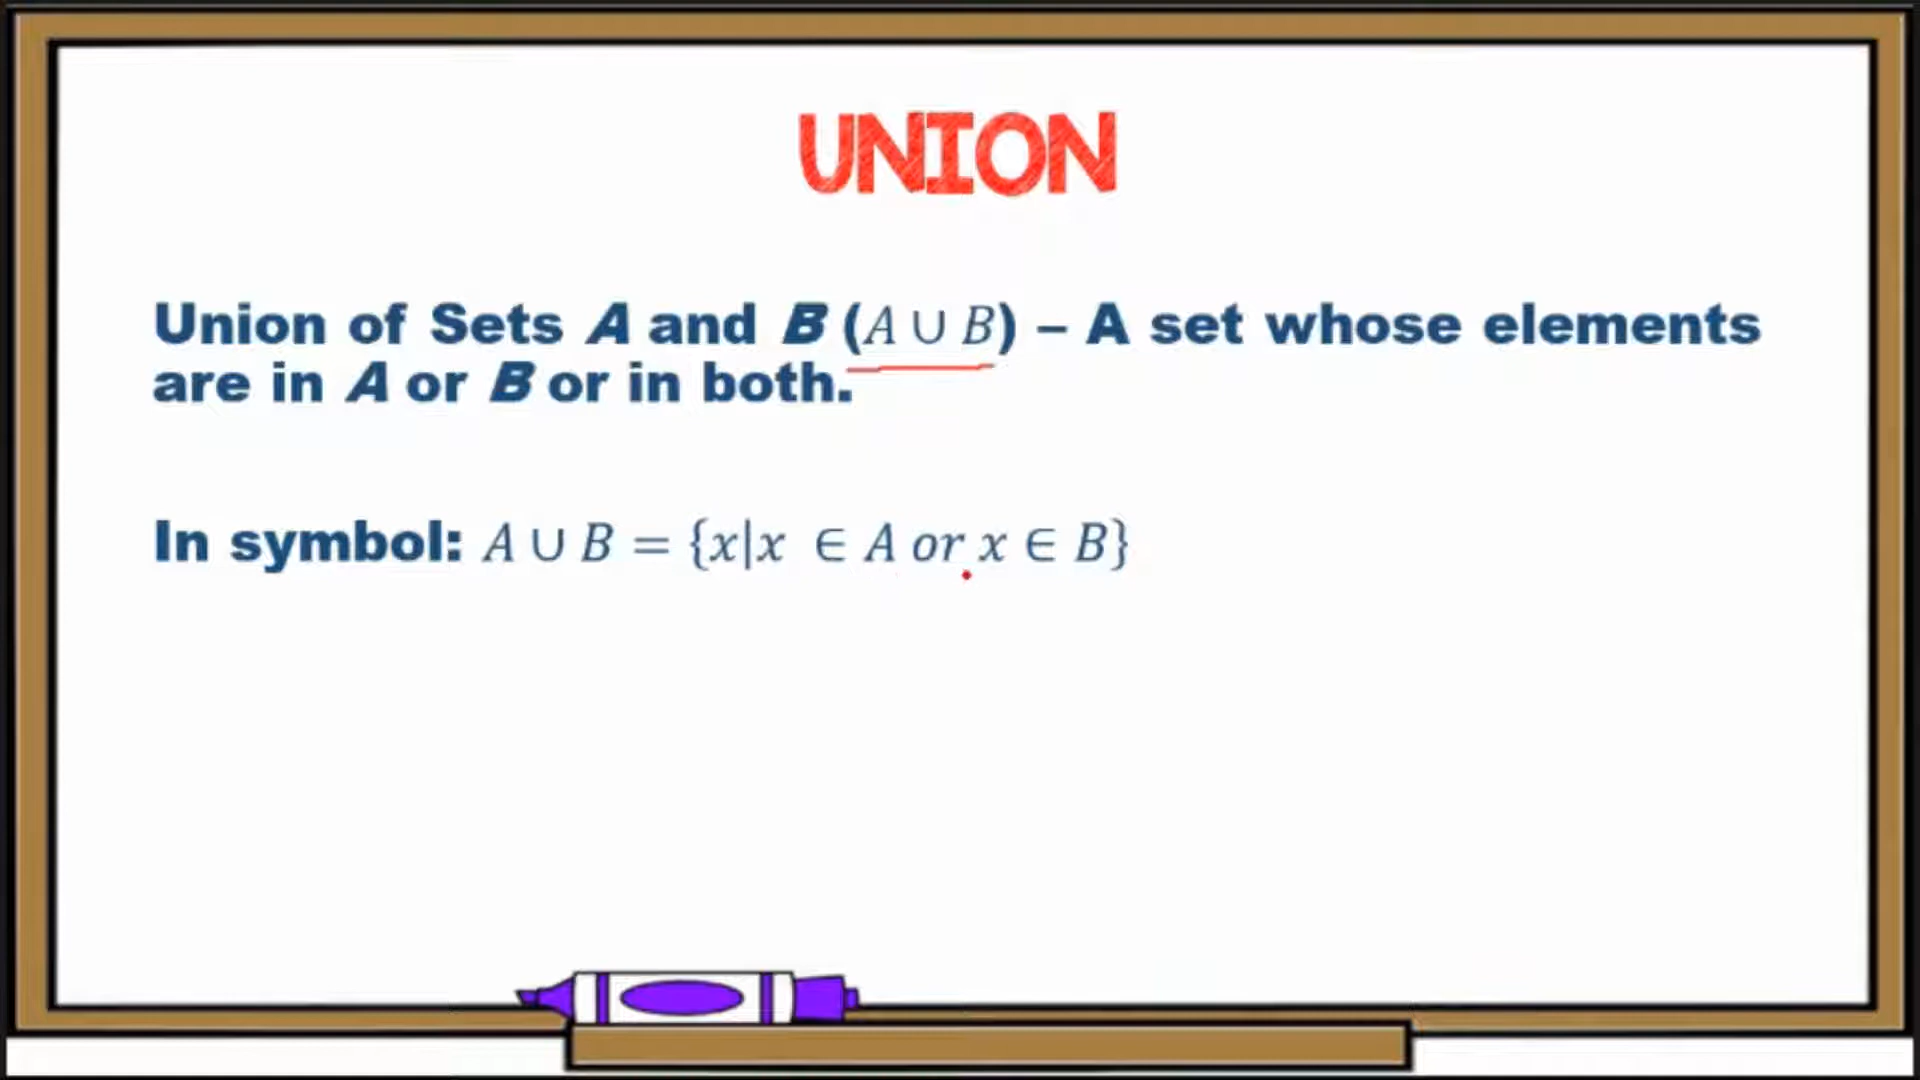 UNION
Union of Sets A and B (A ∪ B) – A set whose elements
are in A or B or in both.
In symbol: A ∪ B = {x|x ∈ A or x ∈ B}